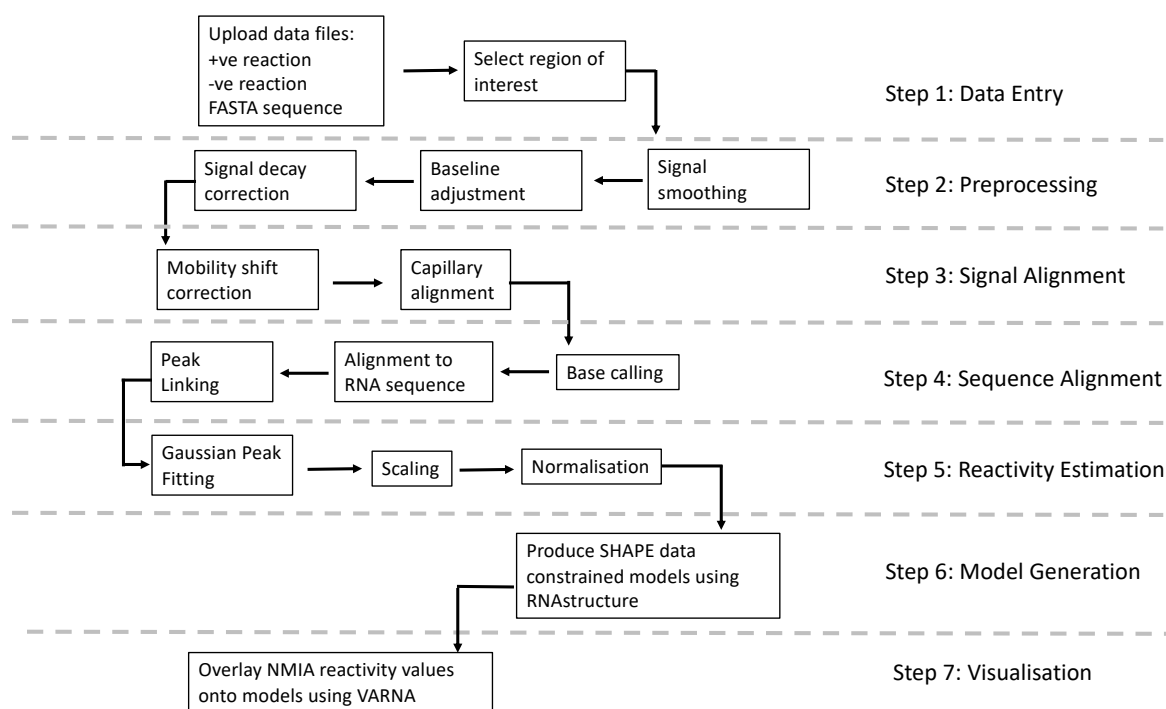 Upload data files:
+ve reaction
-ve reaction
FASTA sequence
Select region of
interest
Step 1: Data Entry
Signal decay
correction
Baseline
adjustment
Signal
smoothing
Step 2: Preprocessing
Mobility shift
correction
Capillary
alignment
Step 3: Signal Alignment
Peak
Linking
Alignment to
RNA sequence
Base calling
Step 4: Sequence Alignment
Gaussian Peak
Fitting
Scaling
Normalisation
Step 5: Reactivity Estimation
Produce SHAPE data
constrained models using
RNAstructure
Step 6: Model Generation
Overlay NMIA reactivity values
onto models using VARNA
Step 7: Visualisation